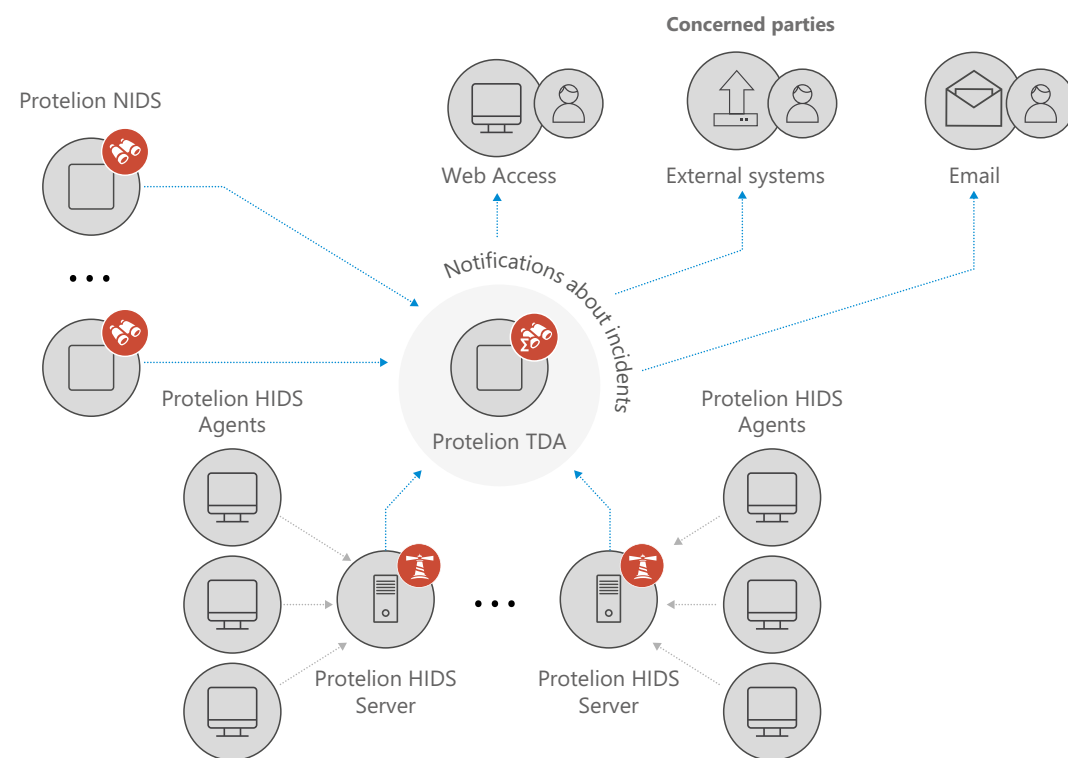 Concerned parties
Protelion NIDS
Web Access
External systems
Email
Notifications about incidents
Protelion TDA
Protelion HIDS
Agents
Protelion HIDS
Agents
Protelion HIDS
Server
Protelion HIDS
Server